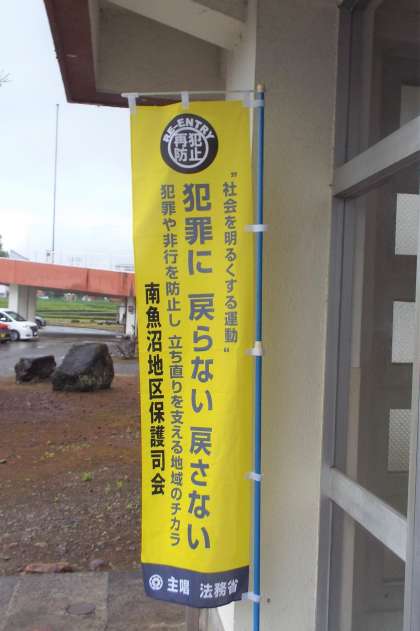 RE-ENTRY
再犯
防止
"社会を明るくする運動"
犯罪に 戻らない 戻さない
犯罪や非行を防止し 立ち直りを支える地域のチカラ
南魚沼地区保護司会
主唱 法務省